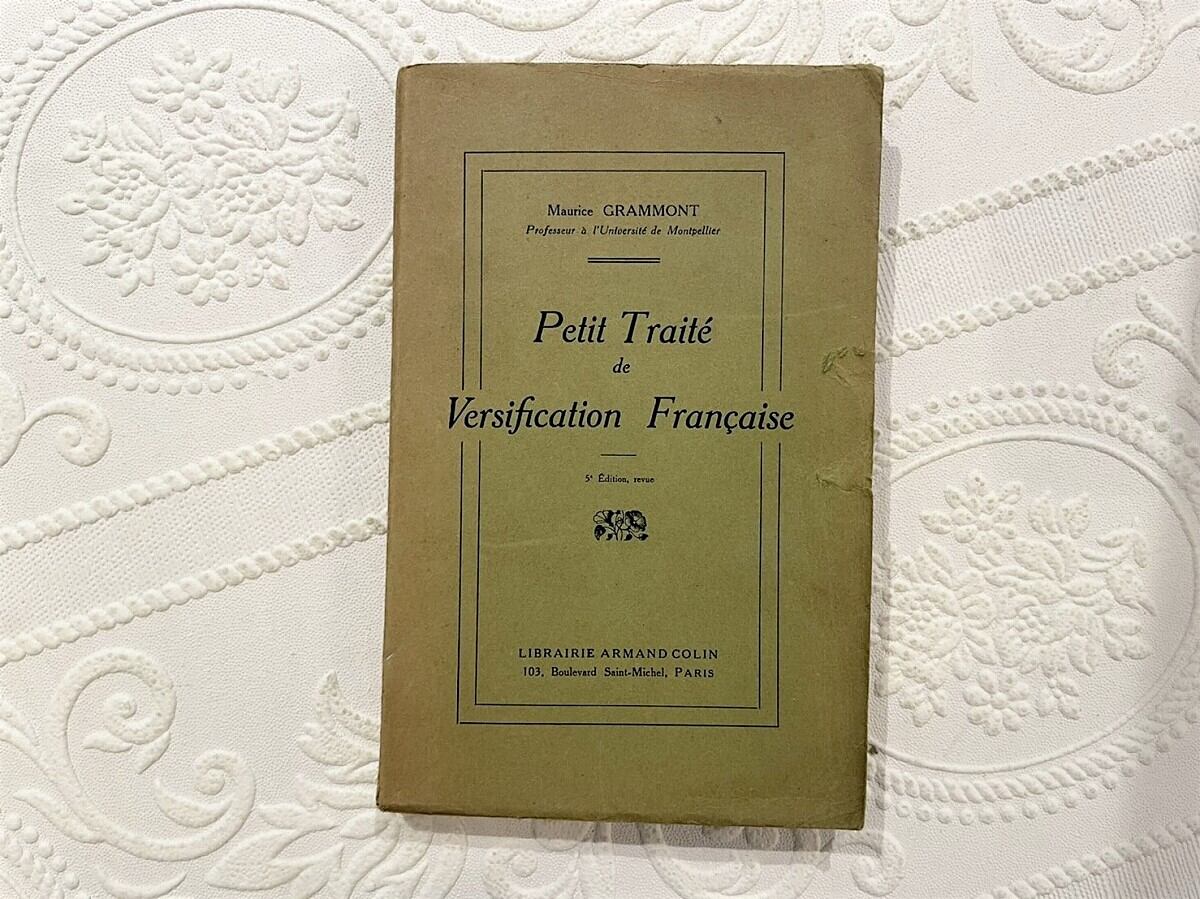 Maurice GRAMMONT
Professeur à l'Université de Montpellier
Petit Traité
de
Versification Française
5e Édition, revue
LIBRAIRIE ARMAND COLIN
103, Boulevard Saint-Michel, PARIS